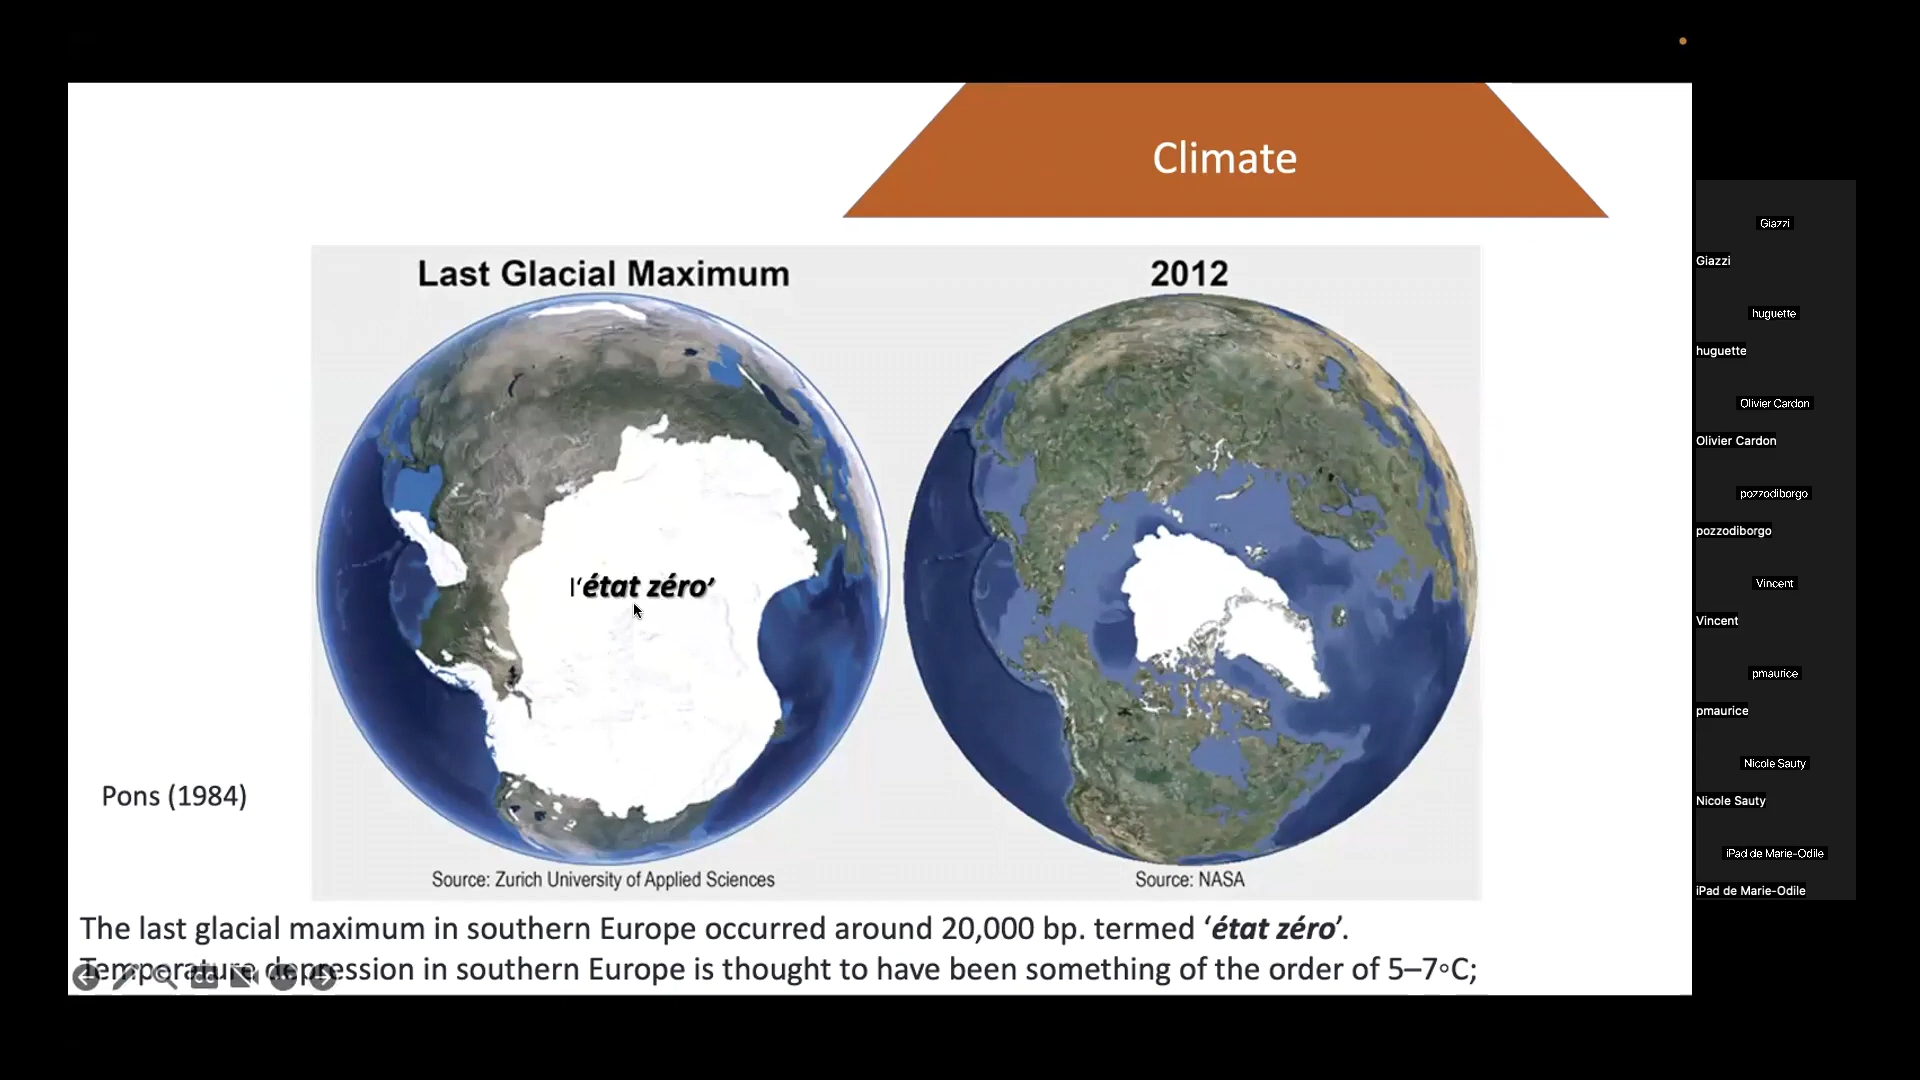 Climate
Last Glacial Maximum
2012
l‘état zéro’
Pons (1984)
Source: Zurich University of Applied Sciences
Source: NASA
The last glacial maximum in southern Europe occurred around 20,000 bp. termed ‘état zéro’.
Temperature depression in southern Europe is thought to have been something of the order of 5–7◦C;
CC
Giazzi
Giazzi
huguette
huguette
Olivier Cardon
Olivier Cardon
pozzodiborgo
pozzodiborgo
Vincent
Vincent
pmaurice
pmaurice
Nicole Sauty
Nicole Sauty
iPad de Marie-Odile
iPad de Marie-Odile